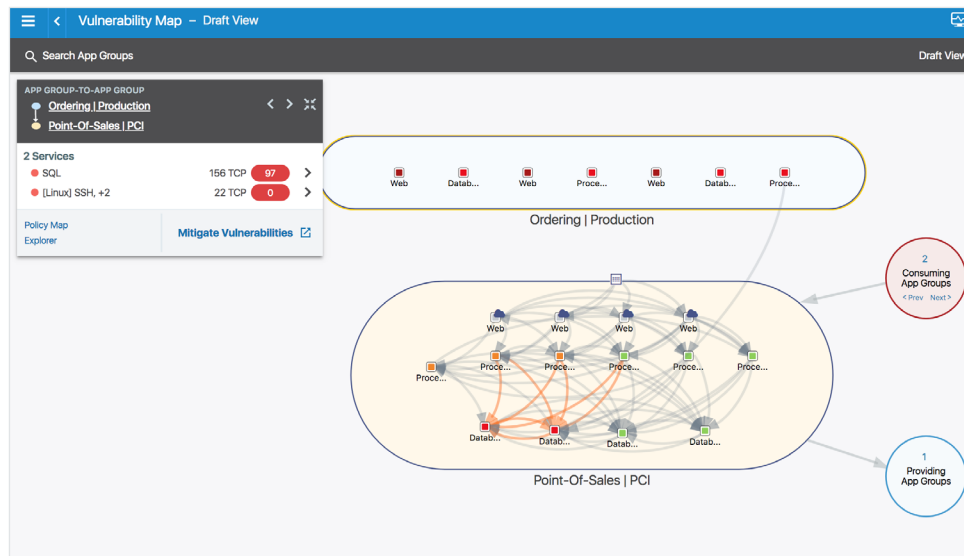 Vulnerability Map – Draft View
Search App Groups
Draft View
APP GROUP-TO-APP GROUP
Ordering | Production
Point-Of-Sales | PCI
2 Services
SQL 156 TCP 97
[Linux] SSH, +2 22 TCP 0
Policy Map
Explorer
Mitigate Vulnerabilities
Web Datab... Web Proce... Web Datab... Proce...
Ordering | Production
2
Consuming
App Groups
< Prev Next >
Web Web Web Web
Proce... Proce... Proce... Proce... Proce... Proce...
Datab... Datab... Datab... Datab...
Point-Of-Sales | PCI
1
Providing
App Groups